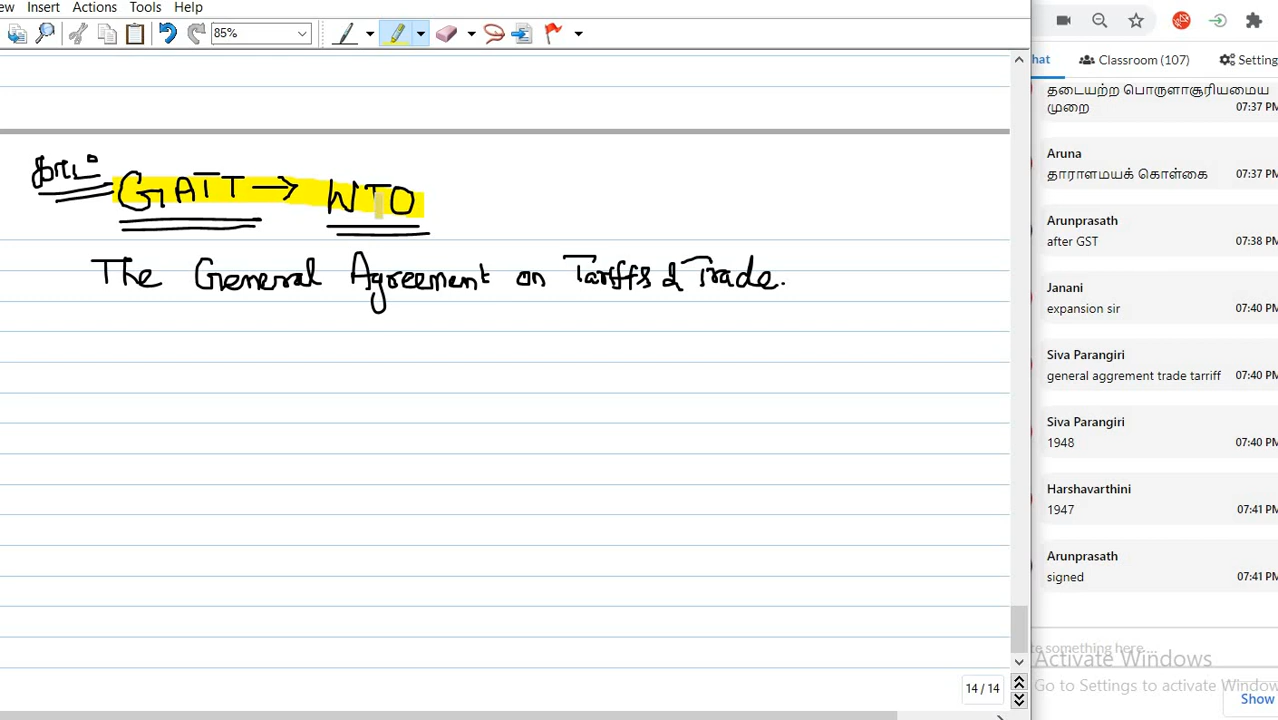 ew Insert Actions Tools Help
85%
GATT → WTO
The General Agreement on Tariffs & Trade.
14 / 14
hat
Classroom (107)
Setting
தடையற்ற பொருளாசூரியமைய
முறை
07:37 PM
Aruna
தாராளமயக் கொள்கை
07:37 PM
Arunprasath
after GST
07:38 PM
Janani
expansion sir
07:40 PM
Siva Parangiri
general aggrement trade tarriff
07:40 PM
Siva Parangiri
1948
07:40 PM
Harshavarthini
1947
07:41 PM
Arunprasath
signed
07:41 PM
te something here....
Activate Windows
Go to Settings to activate Window
Show